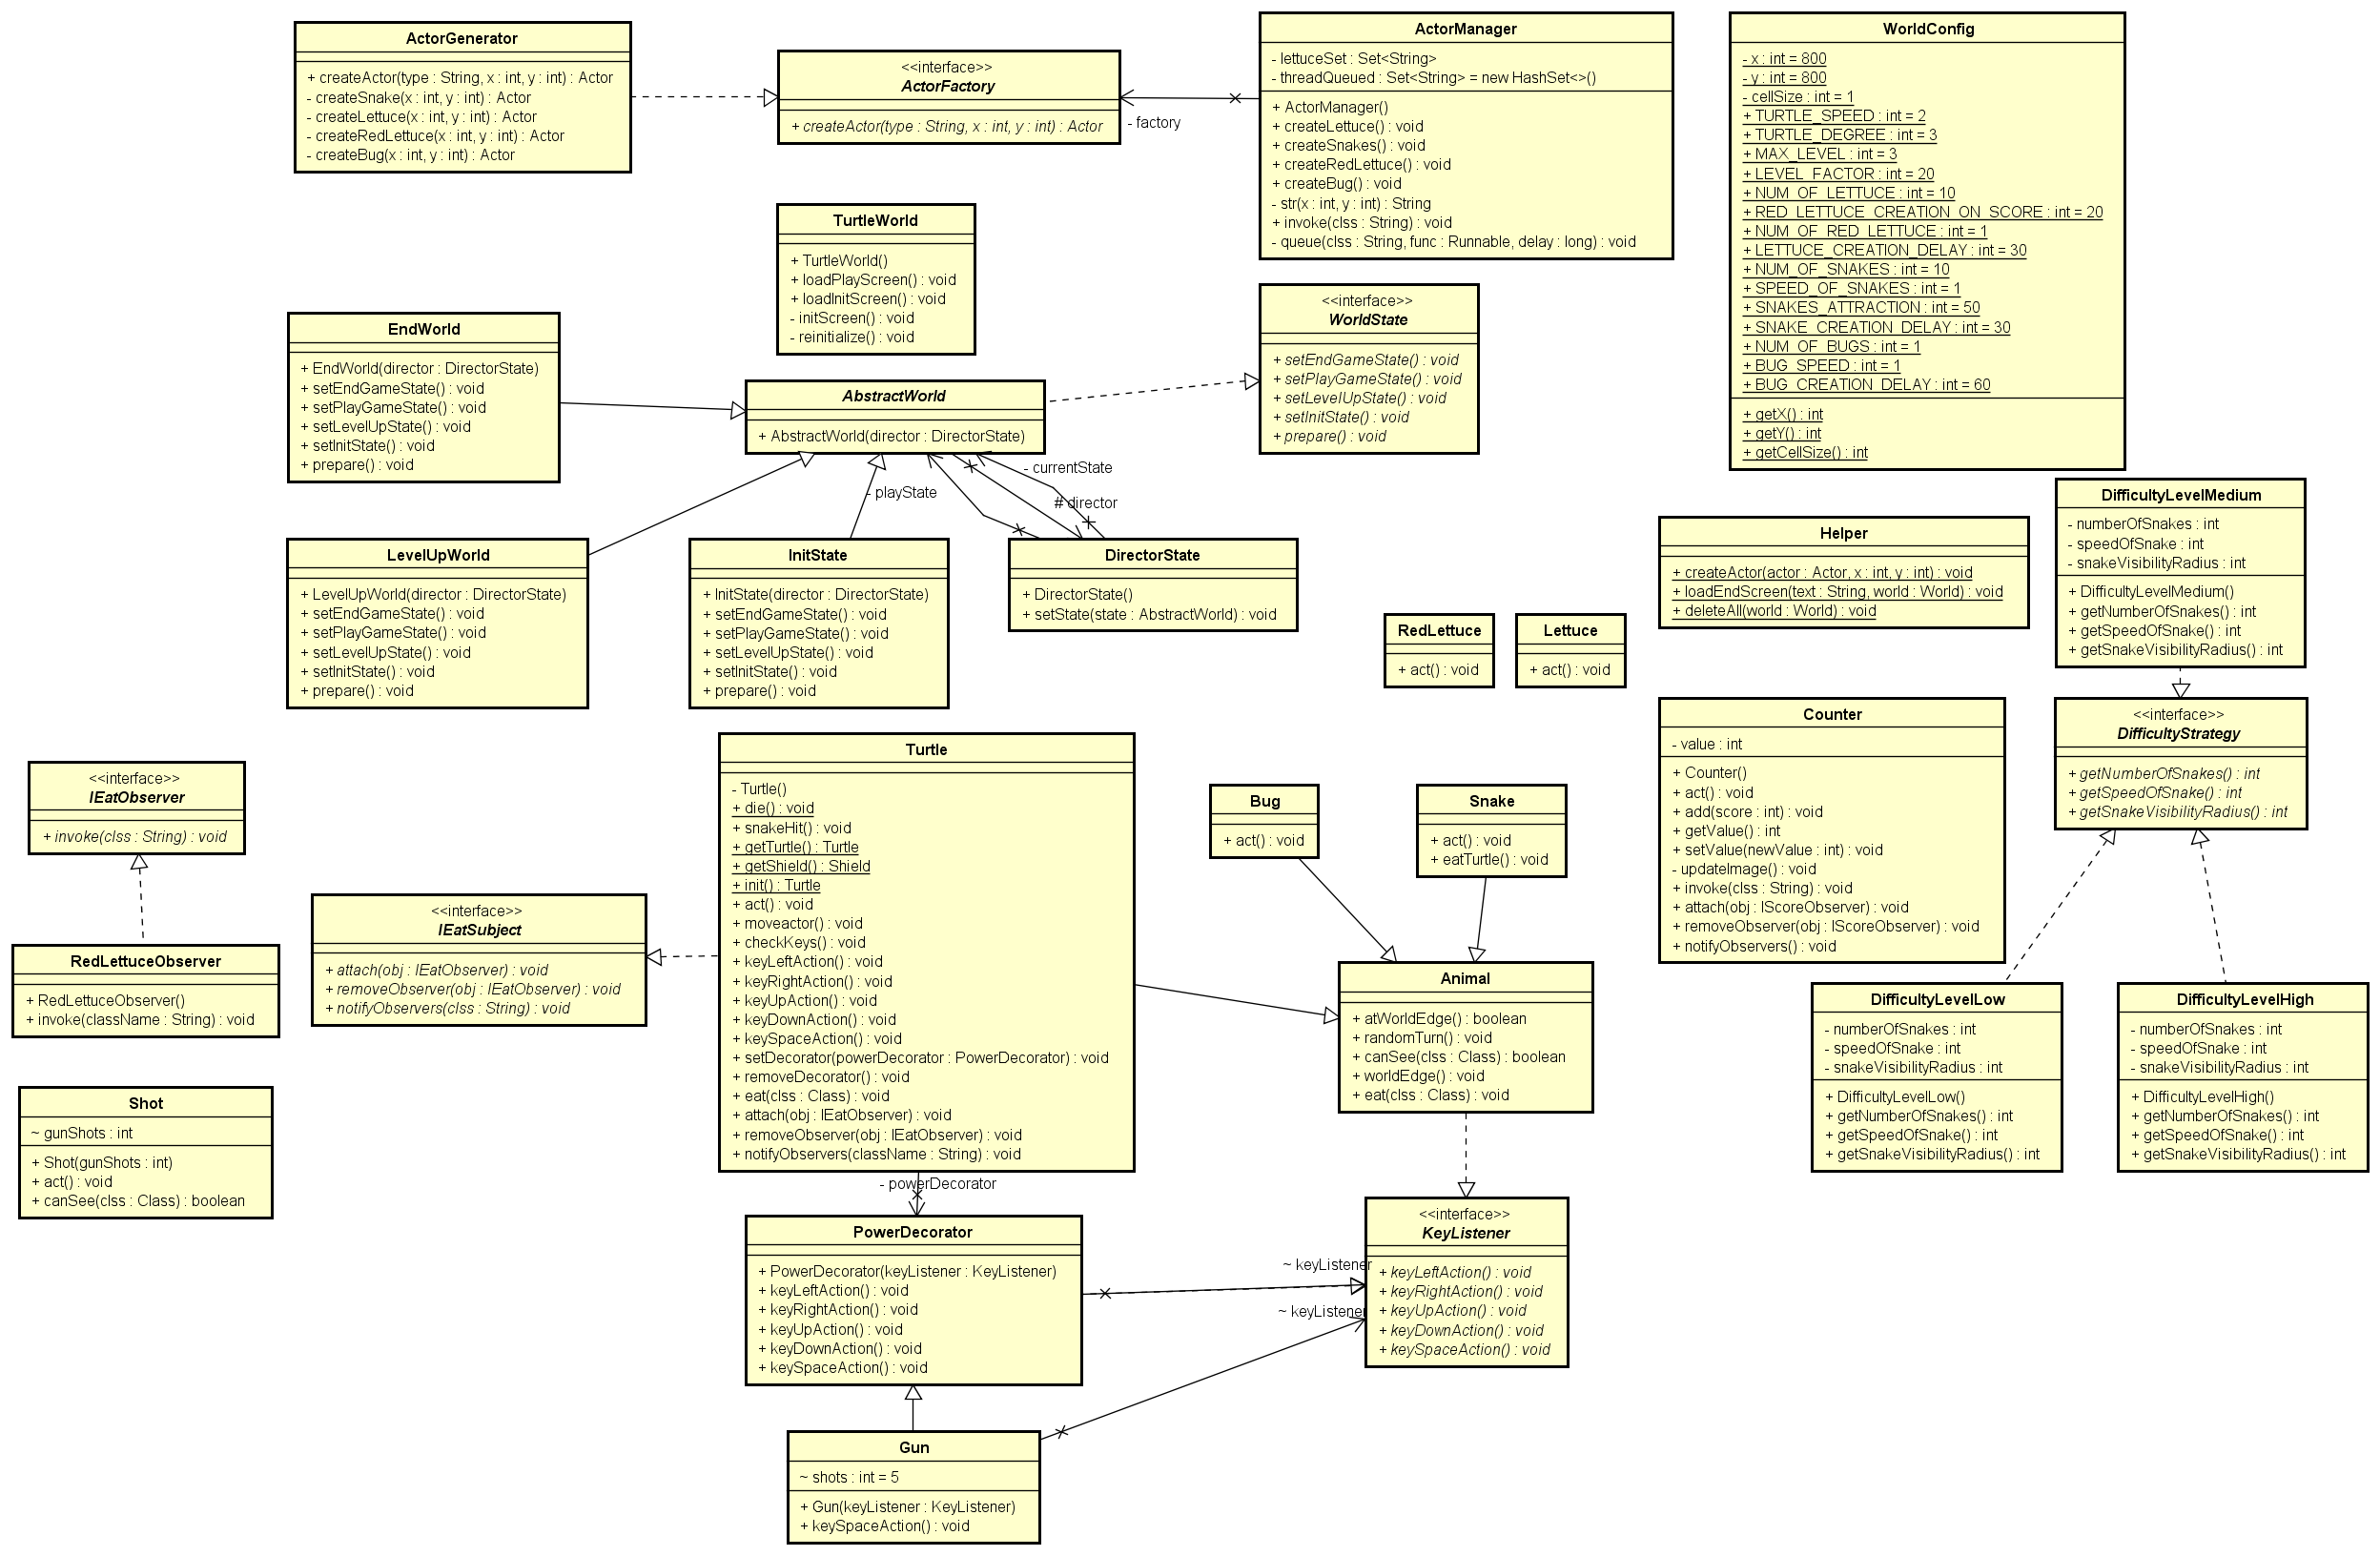 ActorGenerator
+ createActor(type : String, x : int, y : int) : Actor
- createSnake(x : int, y : int) : Actor
- createLettuce(x : int, y : int) : Actor
- createRedLettuce(x : int, y : int) : Actor
- createBug(x : int, y : int) : Actor
<<interface>>
ActorFactory
+ createActor(type : String, x : int, y : int) : Actor
- factory
ActorManager
- lettuceSet : Set<String>
- threadQueued : Set<String> = new HashSet<>()
+ ActorManager()
+ createLettuce() : void
+ createSnakes() : void
+ createRedLettuce() : void
+ createBug() : void
- str(x : int, y : int) : String
+ invoke(clss : String) : void
- queue(clss : String, func : Runnable, delay : long) : void
WorldConfig
- x : int = 800
- y : int = 800
- cellSize : int = 1
+ TURTLE_SPEED : int = 2
+ TURTLE_DEGREE : int = 3
+ MAX_LEVEL : int = 3
+ LEVEL_FACTOR : int = 20
+ NUM_OF_LETTUCE : int = 10
+ RED_LETTUCE_CREATION_ON_SCORE : int = 20
+ NUM_OF_RED_LETTUCE : int = 1
+ LETTUCE_CREATION_DELAY : int = 30
+ NUM_OF_SNAKES : int = 10
+ SPEED_OF_SNAKES : int = 1
+ SNAKES_ATTRACTION : int = 50
+ SNAKE_CREATION_DELAY : int = 30
+ NUM_OF_BUGS : int = 1
+ BUG_SPEED : int = 1
+ BUG_CREATION_DELAY : int = 60
+ getX() : int
+ getY() : int
+ getCellSize() : int
TurtleWorld
+ TurtleWorld()
+ loadPlayScreen() : void
+ loadInitScreen() : void
- initScreen() : void
- reinitialize() : void
<<interface>>
WorldState
+ setEndGameState() : void
+ setPlayGameState() : void
+ setLevelUpState() : void
+ setInitState() : void
+ prepare() : void
EndWorld
+ EndWorld(director : DirectorState)
+ setEndGameState() : void
+ setPlayGameState() : void
+ setLevelUpState() : void
+ setInitState() : void
+ prepare() : void
AbstractWorld
+ AbstractWorld(director : DirectorState)
- currentState
- playState
# director
LevelUpWorld
+ LevelUpWorld(director : DirectorState)
+ setEndGameState() : void
+ setPlayGameState() : void
+ setLevelUpState() : void
+ setInitState() : void
+ prepare() : void
InitState
+ InitState(director : DirectorState)
+ setEndGameState() : void
+ setPlayGameState() : void
+ setLevelUpState() : void
+ setInitState() : void
+ prepare() : void
DirectorState
+ DirectorState()
+ setState(state : AbstractWorld) : void
RedLettuce
+ act() : void
Lettuce
+ act() : void
Helper
+ createActor(actor : Actor, x : int, y : int) : void
+ loadEndScreen(text : String, world : World) : void
+ deleteAll(world : World) : void
DifficultyLevelMedium
- numberOfSnakes : int
- speedOfSnake : int
- snakeVisibilityRadius : int
+ DifficultyLevelMedium()
+ getNumberOfSnakes() : int
+ getSpeedOfSnake() : int
+ getSnakeVisibilityRadius() : int
Counter
- value : int
+ Counter()
+ act() : void
+ add(score : int) : void
+ getValue() : int
+ setValue(newValue : int) : void
- updateImage() : void
+ invoke(clss : String) : void
+ attach(obj : IScoreObserver) : void
+ removeObserver(obj : IScoreObserver) : void
+ notifyObservers() : void
<<interface>>
DifficultyStrategy
+ getNumberOfSnakes() : int
+ getSpeedOfSnake() : int
+ getSnakeVisibilityRadius() : int
<<interface>>
IEatObserver
+ invoke(clss : String) : void
RedLettuceObserver
+ RedLettuceObserver()
+ invoke(className : String) : void
<<interface>>
IEatSubject
+ attach(obj : IEatObserver) : void
+ removeObserver(obj : IEatObserver) : void
+ notifyObservers(clss : String) : void
Turtle
- Turtle()
+ die() : void
+ snakeHit() : void
+ getTurtle() : Turtle
+ getShield() : Shield
+ init() : Turtle
+ act() : void
+ moveactor() : void
+ checkKeys() : void
+ keyLeftAction() : void
+ keyRightAction() : void
+ keyUpAction() : void
+ keyDownAction() : void
+ keySpaceAction() : void
+ setDecorator(powerDecorator : PowerDecorator) : void
+ removeDecorator() : void
+ eat(clss : Class) : void
+ attach(obj : IEatObserver) : void
+ removeObserver(obj : IEatObserver) : void
+ notifyObservers(className : String) : void
- powerDecorator
Bug
+ act() : void
Snake
+ act() : void
+ eatTurtle() : void
Animal
+ atWorldEdge() : boolean
+ randomTurn() : void
+ canSee(clss : Class) : boolean
+ worldEdge() : void
+ eat(clss : Class) : void
DifficultyLevelLow
- numberOfSnakes : int
- speedOfSnake : int
- snakeVisibilityRadius : int
+ DifficultyLevelLow()
+ getNumberOfSnakes() : int
+ getSpeedOfSnake() : int
+ getSnakeVisibilityRadius() : int
DifficultyLevelHigh
- numberOfSnakes : int
- speedOfSnake : int
- snakeVisibilityRadius : int
+ DifficultyLevelHigh()
+ getNumberOfSnakes() : int
+ getSpeedOfSnake() : int
+ getSnakeVisibilityRadius() : int
Shot
~ gunShots : int
+ Shot(gunShots : int)
+ act() : void
+ canSee(clss : Class) : boolean
PowerDecorator
+ PowerDecorator(keyListener : KeyListener)
+ keyLeftAction() : void
+ keyRightAction() : void
+ keyUpAction() : void
+ keyDownAction() : void
+ keySpaceAction() : void
~ keyListener
~ keyListener
<<interface>>
KeyListener
+ keyLeftAction() : void
+ keyRightAction() : void
+ keyUpAction() : void
+ keyDownAction() : void
+ keySpaceAction() : void
Gun
~ shots : int = 5
+ Gun(keyListener : KeyListener)
+ keySpaceAction() : void